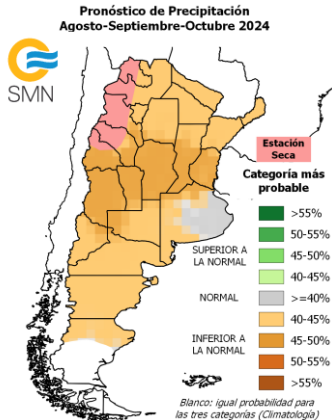 Pronóstico de Precipitación
Agosto-Septiembre-Octubre 2024
SMN
Estación
Seca
Categoría más
probable
>55%
50-55%
45-50%
40-45%
SUPERIOR A
LA NORMAL
NORMAL
>=40%
INFERIOR A
LA NORMAL
40-45%
45-50%
50-55%
>55%
Blanco: igual probabilidad para
las tres categorías (Climatología)